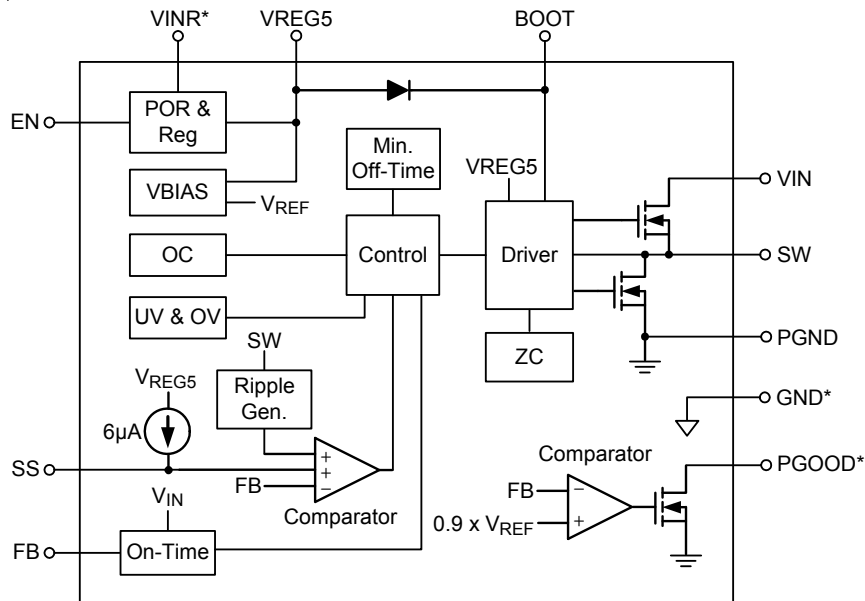 VINR*
VREG5
BOOT
EN
POR &
Reg
Min.
Off-Time
VREG5
VIN
VBIAS
VREF
OC
Control
Driver
SW
UV & OV
SW
ZC
PGND
VREG5
Ripple
Gen.
GND*
6µA
Comparator
PGOOD*
SS
FB
FB
VIN
Comparator
0.9 x VREF
FB
On-Time